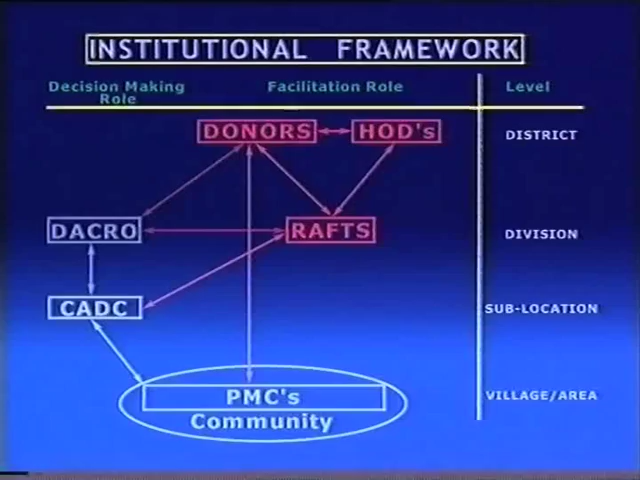 INSTITUTIONAL FRAMEWORK
Decision Making Role
Facilitation Role
Level
DONORS
HOD's
DISTRICT
DACRO
RAFTS
DIVISION
CADC
SUB-LOCATION
PMC's
VILLAGE/AREA
Community